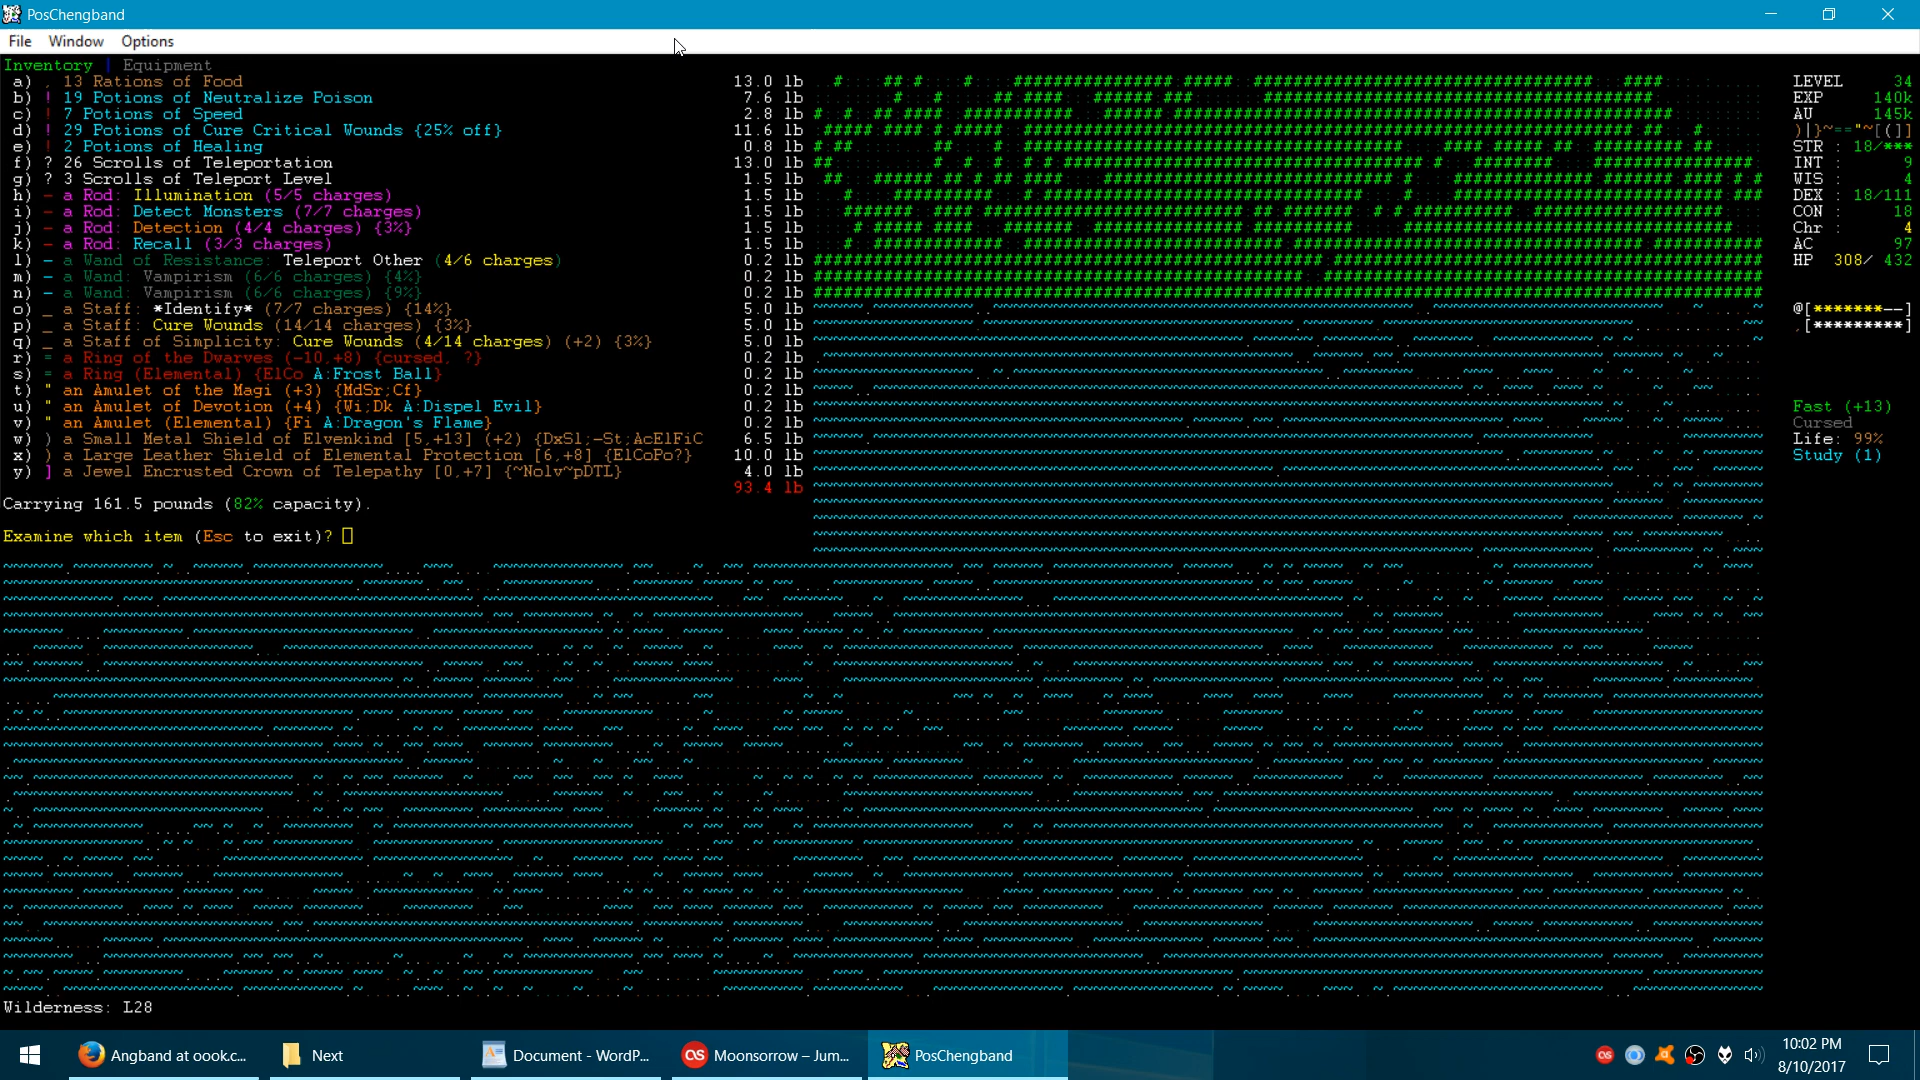 PosChengband
File Window Options
Inventory | Equipment
a) , 13 Rations of Food 13.0 lb
b) ! 19 Potions of Neutralize Poison 7.6 lb
c) ! 7 Potions of Speed 2.8 lb
d) ! 29 Potions of Cure Critical Wounds {25% off} 11.6 lb
e) ! 2 Potions of Healing 0.8 lb
f) ? 26 Scrolls of Teleportation 13.0 lb
g) ? 3 Scrolls of Teleport Level 1.5 lb
h) - a Rod: Illumination (5/5 charges) 1.5 lb
i) - a Rod: Detect Monsters (7/7 charges) 1.5 lb
j) - a Rod: Detection (4/4 charges) {3%} 1.5 lb
k) - a Rod: Recall (3/3 charges) 1.5 lb
l) - a Wand of Resistance: Teleport Other (4/6 charges) 0.2 lb
m) - a Wand: Vampirism (6/6 charges) {4%} 0.2 lb
n) - a Wand: Vampirism (6/6 charges) {9%} 0.2 lb
o) _ a Staff: *Identify* (7/7 charges) {14%} 5.0 lb
p) _ a Staff: Cure Wounds (14/14 charges) {3%} 5.0 lb
q) _ a Staff of Simplicity: Cure Wounds (4/14 charges) (+2) {3%} 5.0 lb
r) = a Ring of the Dwarves (-10,+8) {cursed, ?} 0.2 lb
s) = a Ring (Elemental) {ElCo A:Frost Ball} 0.2 lb
t) " an Amulet of the Magi (+3) {MdSr;Cf} 0.2 lb
u) " an Amulet of Devotion (+4) {Wi;Dk A:Dispel Evil} 0.2 lb
v) " an Amulet (Elemental) {Fi A:Dragon's Flame} 0.2 lb
w) ) a Small Metal Shield of Elvenkind [5,+13] (+2) {DxSl;-St;AcElFiC 6.5 lb
x) ) a Large Leather Shield of Elemental Protection [6,+8] {ElCoPo?} 10.0 lb
y) ] a Jewel Encrusted Crown of Telepathy [0,+7] {~Nolv~pDTL} 4.0 lb
93.4 lb
Carrying 161.5 pounds (82% capacity).
Examine which item (Esc to exit)?
LEVEL 34
EXP 140k
AU 145k
)|}~=="~[(]]
STR : 18/***
INT : 9
WIS : 4
DEX : 18/111
CON : 18
Chr : 4
AC 97
HP 308/ 432
@[*******--]
,[*********]
Fast (+13)
Cursed
Life: 99%
Study (1)
Wilderness: L28
Angband at oook.c...
Next
Document - WordP...
Moonsorrow – Jum...
PosChengband
10:02 PM
8/10/2017